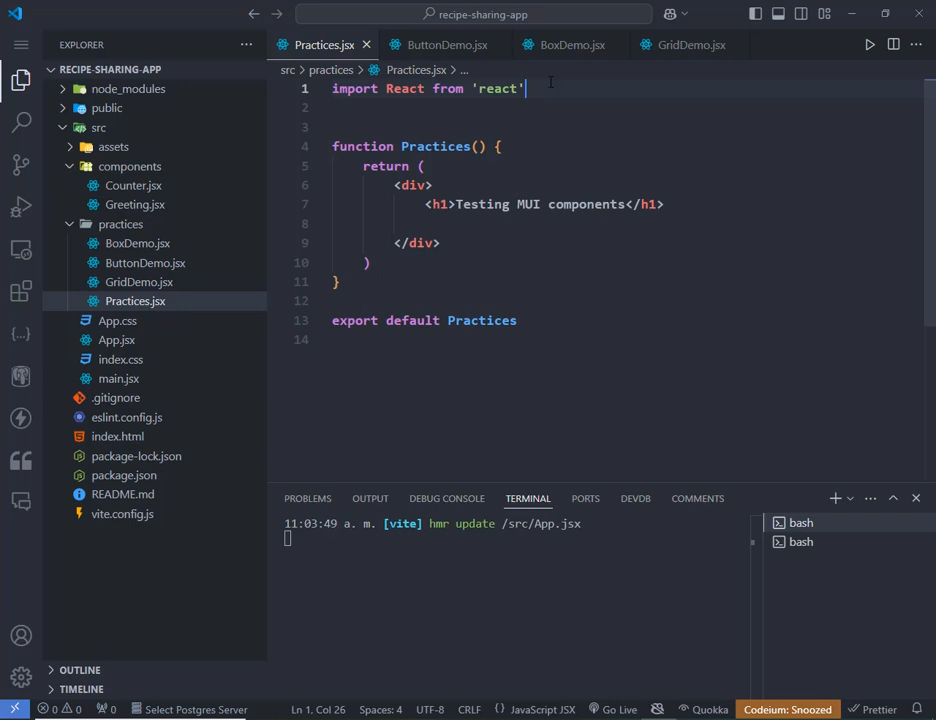 recipe-sharing-app
EXPLORER
Practices.jsx
ButtonDemo.jsx
BoxDemo.jsx
GridDemo.jsx
RECIPE-SHARING-APP
src > practices > Practices.jsx > ...
node_modules
public
src
assets
components
Counter.jsx
Greeting.jsx
practices
BoxDemo.jsx
ButtonDemo.jsx
GridDemo.jsx
Practices.jsx
App.css
App.jsx
index.css
main.jsx
.gitignore
eslint.config.js
index.html
package-lock.json
package.json
README.md
vite.config.js
OUTLINE
TIMELINE
1 import React from 'react'
2
3
4 function Practices() {
5 return (
6 <div>
7 <h1>Testing MUI components</h1>
8
9 </div>
10 )
11 }
12
13 export default Practices
14
PROBLEMS OUTPUT DEBUG CONSOLE TERMINAL PORTS DEVDB COMMENTS
11:03:49 a. m. [vite] hmr update /src/App.jsx
bash
bash
0 0 0 Select Postgres Server Ln 1, Col 26 Spaces: 4 UTF-8 CRLF {} JavaScript JSX Go Live Quokka Codeium: Snoozed Prettier